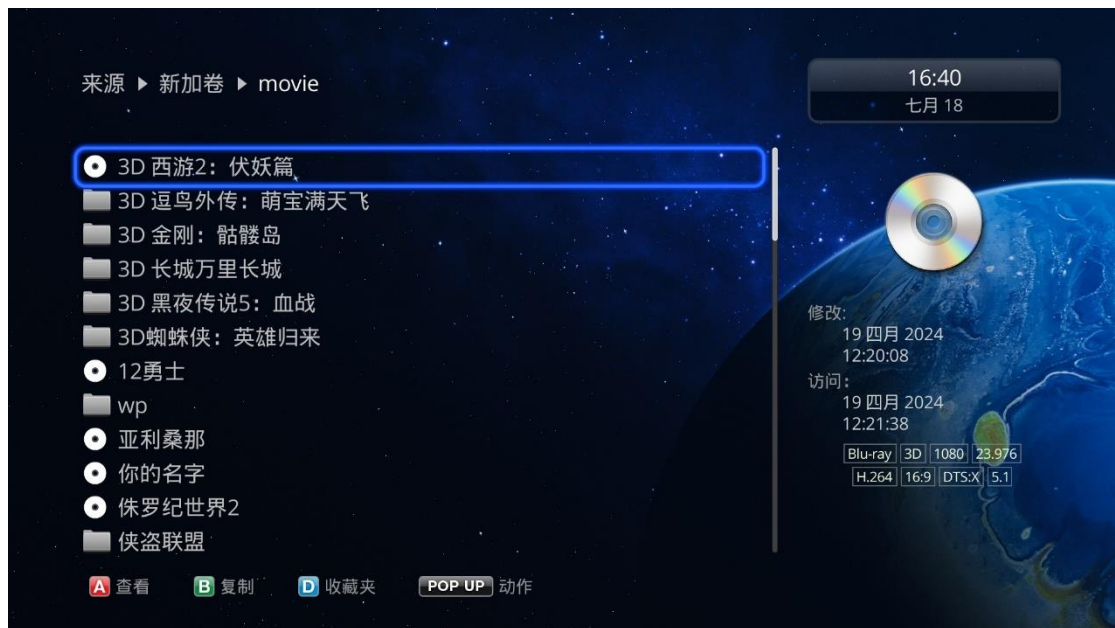 来源 ▶ 新加卷 ▶ movie
16:40
七月 18
3D 西游2：伏妖篇
3D 逗鸟外传：萌宝满天飞
3D 金刚：骷髅岛
3D 长城万里长城
3D 黑夜传说5：血战
3D蜘蛛侠：英雄归来
12勇士
wp
亚利桑那
你的名字
侏罗纪世界2
侠盗联盟
修改:
19 四月 2024
12:20:08
访问：
19 四月 2024
12:21:38
Blu-ray 3D 1080 23.976
H.264 16:9 DTS:X 5.1
A 查看 B 复制 D 收藏夹 POP UP 动作